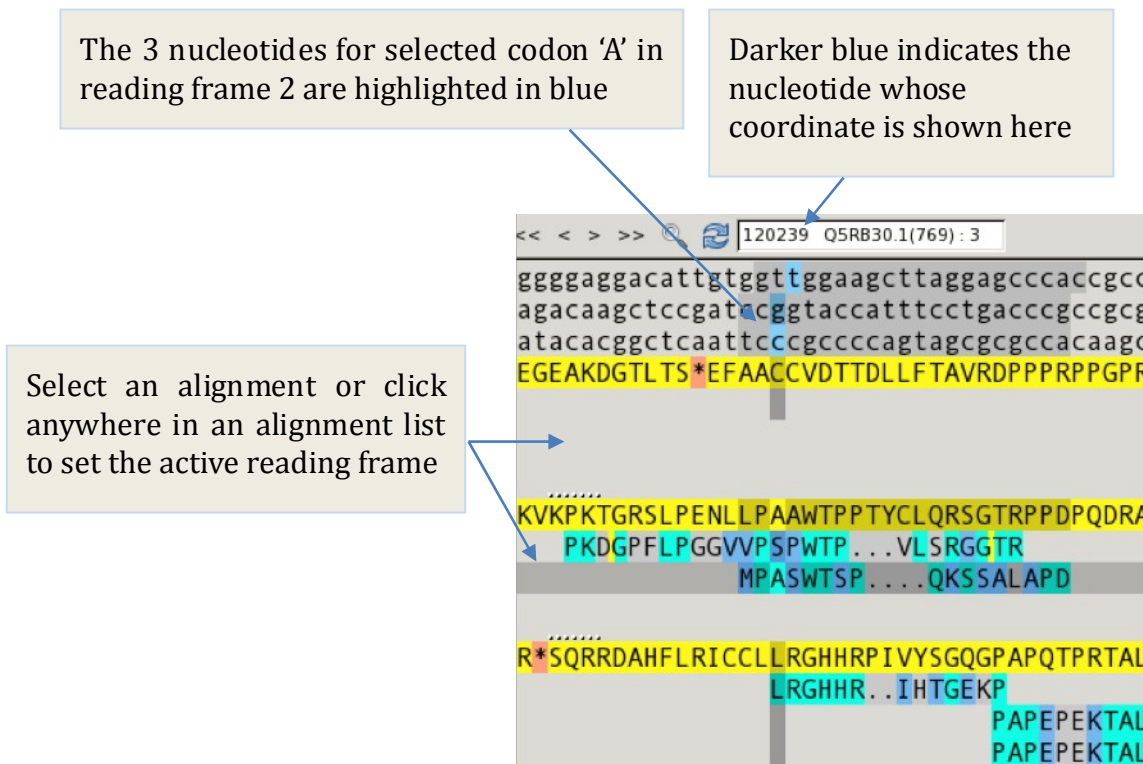 The 3 nucleotides for selected codon ‘A’ in
reading frame 2 are highlighted in blue
Darker blue indicates the
nucleotide whose
coordinate is shown here
<< < > >> 120239 Q5RB30.1(769) : 3
ggggaggacattgtggttggaagcttaggagcccaccgcc
agacaagctccgatccggtaccatttcctgacccgccgcg
atacacggctcaattcccgccccagtagcgcgccacaagc
EGEAKDGTLTS*EFAACCVDTTDLLFTAVRDPPPRPPGPR
Select an alignment or click
anywhere in an alignment list
to set the active reading frame
KVKPKTGRSLPENLLPAAWTPPTYCLQRSGTRPPDPQDRA
PKDGPFLPGGVVPSPWTP...VLSRGGTR
MPASWTSP....QKSSALAPD
R*SQRRDAHFLRICCLLRGHHRPIVYSGQGPAPQTPRTAL
LRGHHR..IHTGEKP
PAPEPEKTAL
PAPEPEKTAL